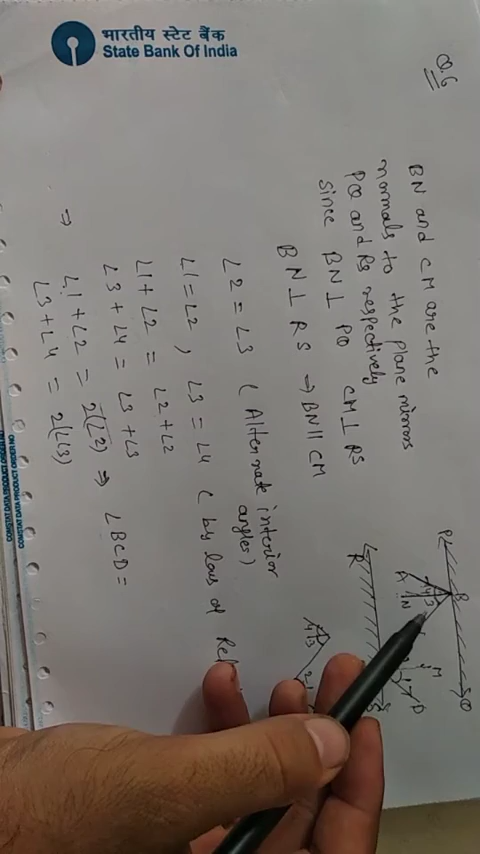 भारतीय स्टेट बैंक
State Bank Of India
Q.6
BN and CM are the
normals to the plane mirrors
PQ and RS respectively
since BN ⊥ PQ CM ⊥ RS
BN ⊥ RS → BN || CM
∠2 = ∠3 (Alternate interior
angles)
∠1 = ∠2 , ∠3 = ∠4 (by law of
∠1 + ∠2 = ∠2 + ∠2
∠3 + ∠4 = ∠3 + ∠3
⇒ ∠1 + ∠2 = 2(∠2) ⇒ ∠BCD =
∠3 + ∠4 = 2(∠3)
P B Q
A N M D
R S